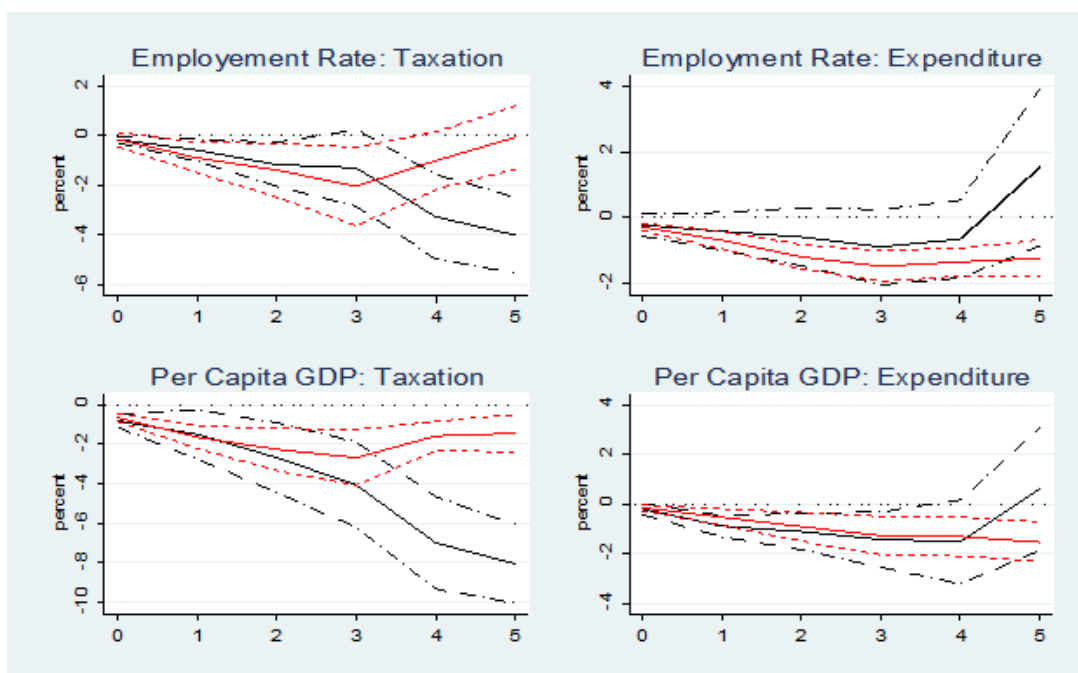 Employement Rate: Taxation
percent
2
0
-2
-4
-6
0 1 2 3 4 5
Employment Rate: Expenditure
percent
4
2
0
-2
0 1 2 3 4 5
Per Capita GDP: Taxation
percent
0
-2
-4
-6
-8
-10
0 1 2 3 4 5
Per Capita GDP: Expenditure
percent
4
2
0
-2
-4
0 1 2 3 4 5